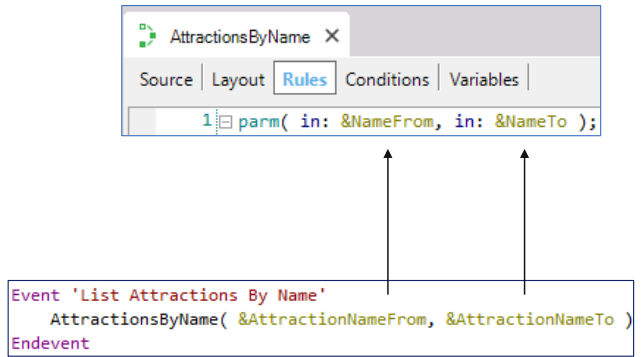 AttractionsByName
Source Layout Rules Conditions Variables
1 parm( in: &NameFrom, in: &NameTo );
Event 'List Attractions By Name'
AttractionsByName( &AttractionNameFrom, &AttractionNameTo )
Endevent